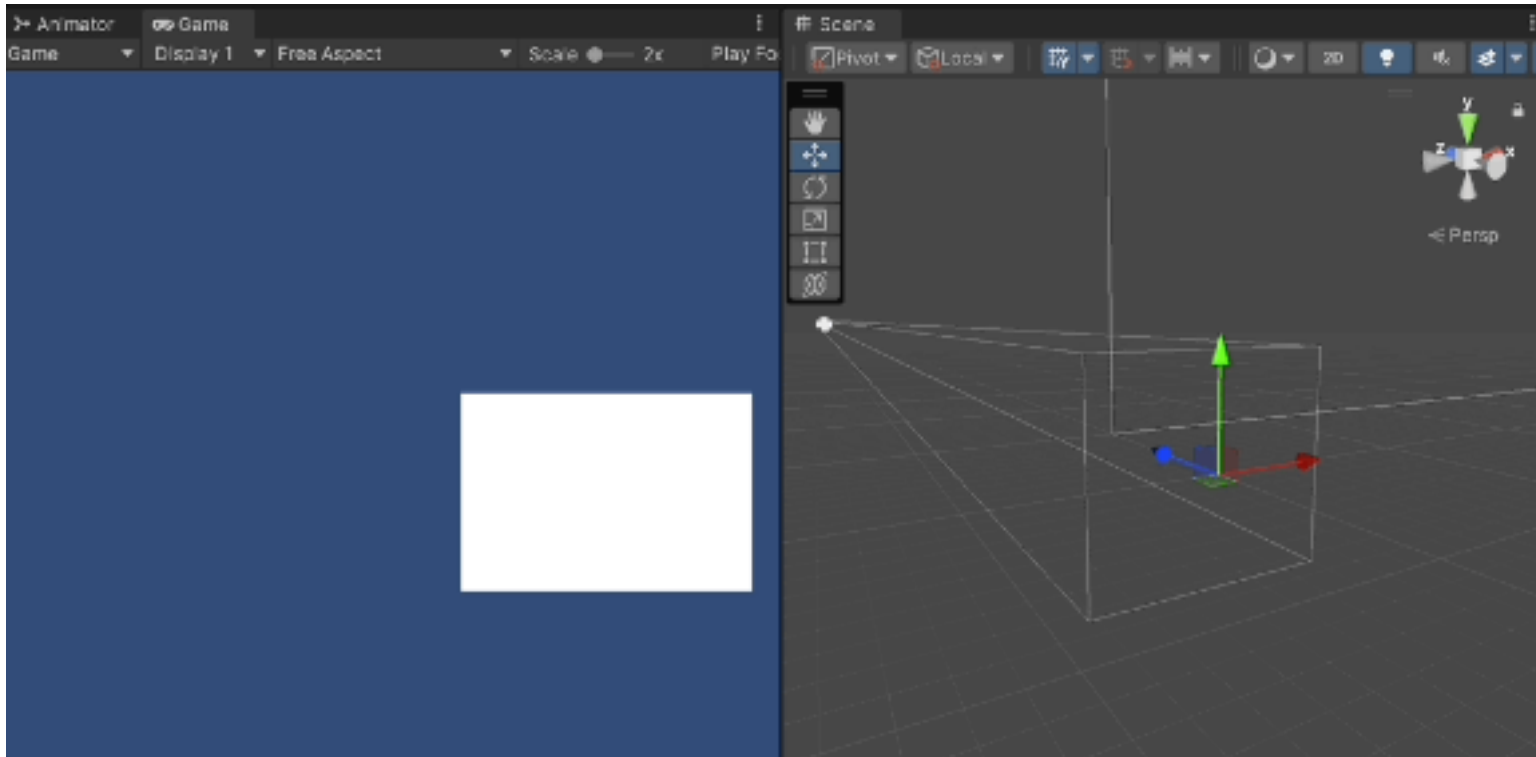 Animator Game
Game Display 1 Free Aspect Scale 2x Play Fo
Scene
Pivot Local 2D
y
z x
Persp